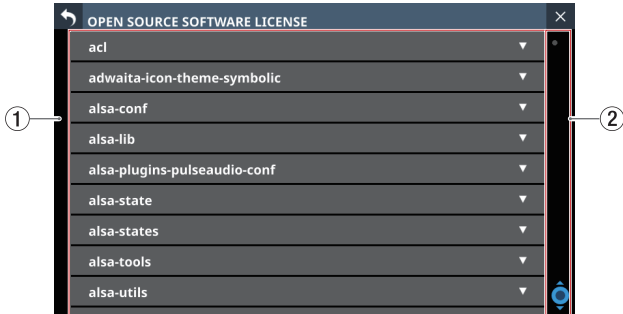 OPEN SOURCE SOFTWARE LICENSE
acl
adwaita-icon-theme-symbolic
alsa-conf
alsa-lib
alsa-plugins-pulseaudio-conf
alsa-state
alsa-states
alsa-tools
alsa-utils
1
2